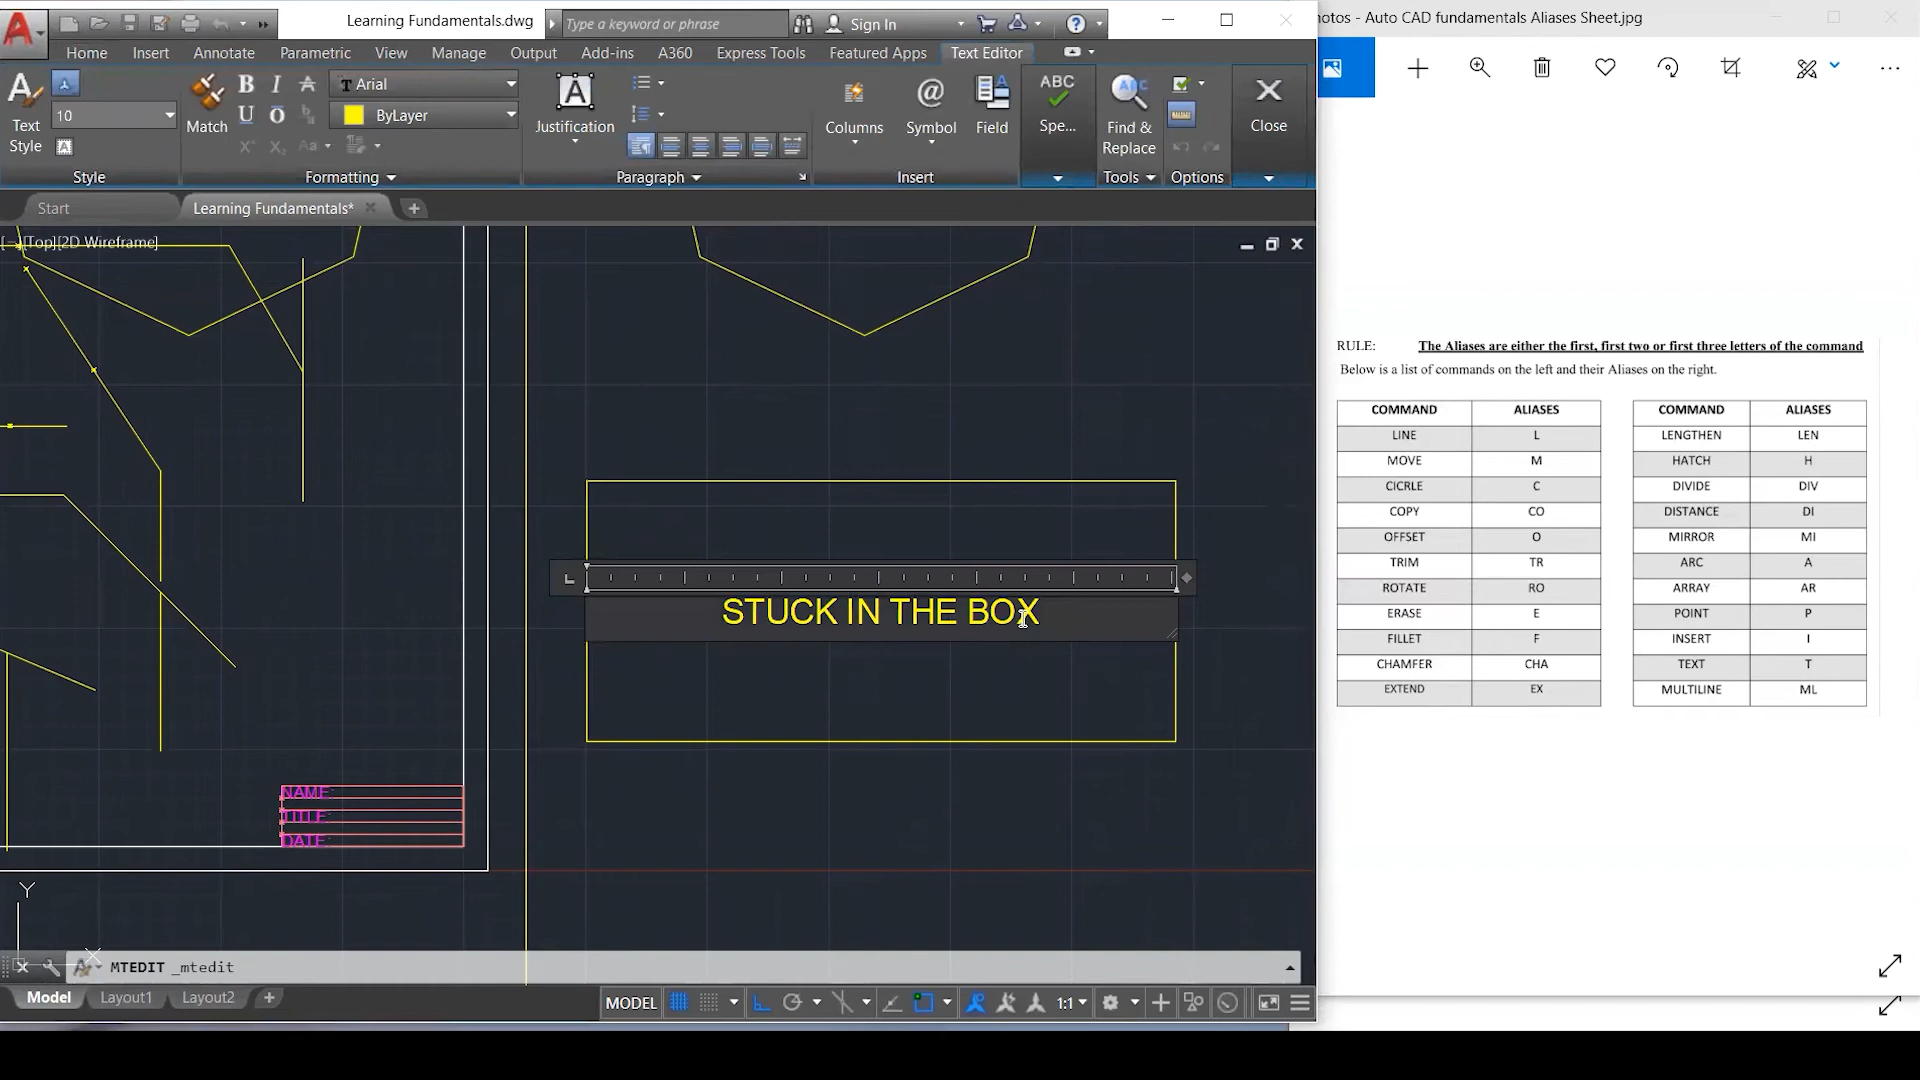 Learning Fundamentals.dwg
Type a keyword or phrase
Sign In
Home Insert Annotate Parametric View Manage Output Add-ins A360 Express Tools Featured Apps Text Editor
Text Style
10
Style
Match
B I A
U O
Arial
ByLayer
Formatting
Justification
Paragraph
Columns
Symbol
Field
Insert
ABC
Spe...
Find & Replace
Tools
Options
Close
Start
Learning Fundamentals*
[−][Top][2D Wireframe]
STUCK IN THE BOX
NAME:
TITLE:
DATE:
Y
X
MTEDIT _mtedit
Model Layout1 Layout2
MODEL
1:1
otos - Auto CAD fundamentals Aliases Sheet.jpg
RULE: The Aliases are either the first, first two or first three letters of the command
Below is a list of commands on the left and their Aliases on the right.
COMMAND ALIASES
LINE L
MOVE M
CICRLE C
COPY CO
OFFSET O
TRIM TR
ROTATE RO
ERASE E
FILLET F
CHAMFER CHA
EXTEND EX
COMMAND ALIASES
LENGTHEN LEN
HATCH H
DIVIDE DIV
DISTANCE DI
MIRROR MI
ARC A
ARRAY AR
POINT P
INSERT I
TEXT T
MULTILINE ML